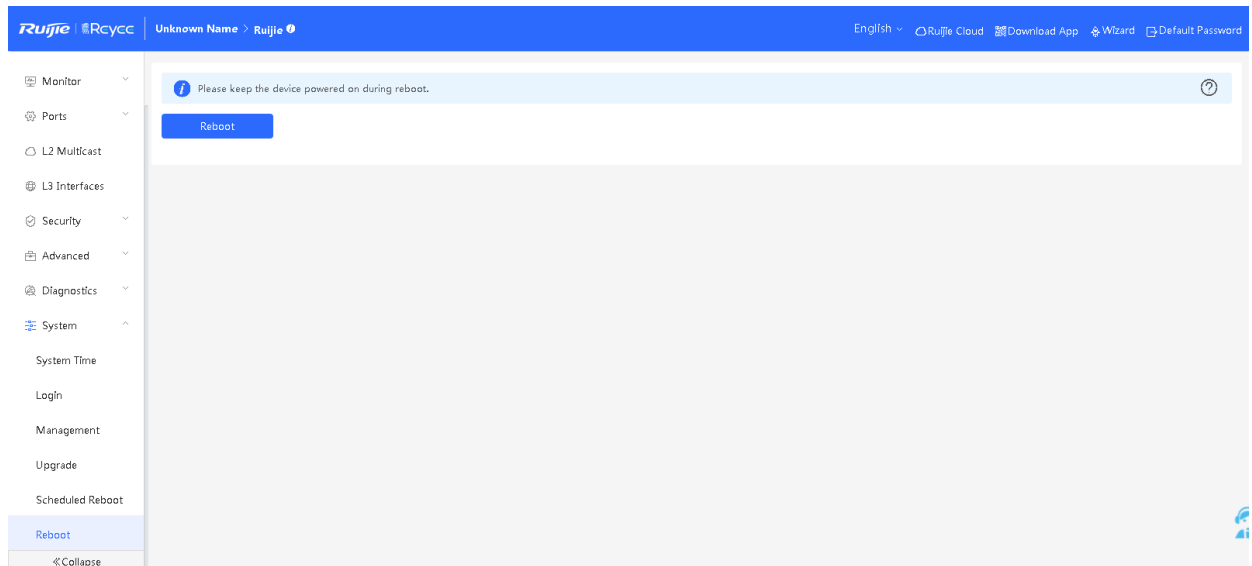 Ruijie | Rcycc
Unknown Name > Ruijie
English
Ruijie Cloud
Download App
Wizard
Default Password
Monitor
Ports
L2 Multicast
L3 Interfaces
Security
Advanced
Diagnostics
System
System Time
Login
Management
Upgrade
Scheduled Reboot
Reboot
«Collapse
Please keep the device powered on during reboot.
Reboot